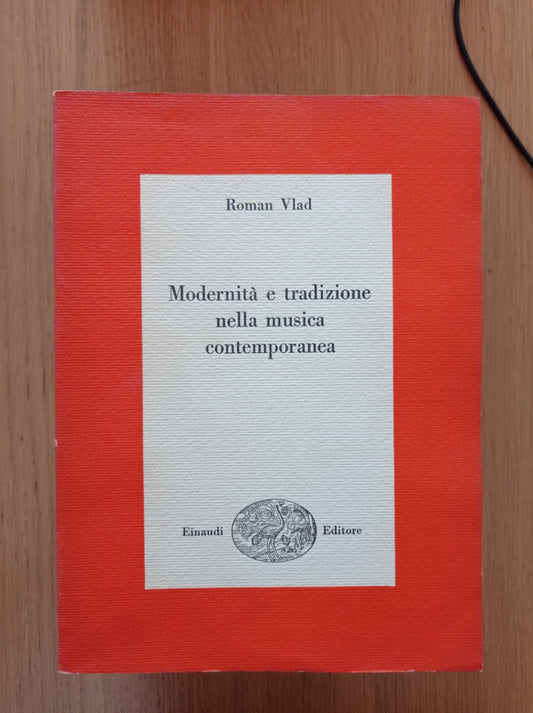 Roman Vlad
Modernità e tradizione
nella musica
contemporanea
Einaudi Editore